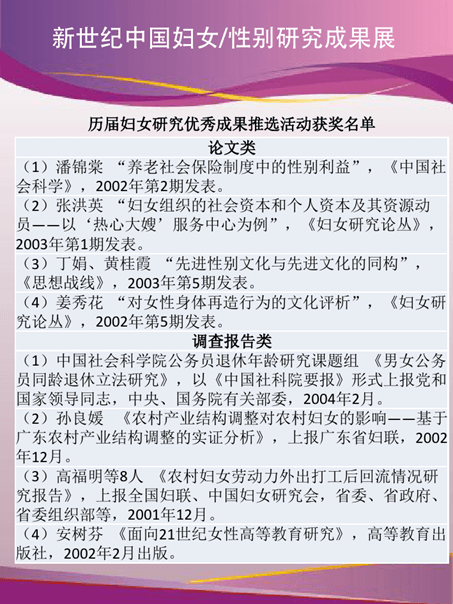 新世纪中国妇女/性别研究成果展
历届妇女研究优秀成果推选活动获奖名单
论文类
（1）潘锦棠 “养老社会保险制度中的性别利益”，《中国社
会科学》，2002年第2期发表。
（2）张洪英 “妇女组织的社会资本和个人资本及其资源动
员——以‘热心大嫂’服务中心为例”，《妇女研究论丛》，
2003年第1期发表。
（3）丁娟、黄桂霞 “先进性别文化与先进文化的同构”，
《思想战线》，2003年第5期发表。
（4）姜秀花 “对女性身体再造行为的文化评析”，《妇女研
究论丛》，2002年第5期发表。
调查报告类
（1）中国社会科学院公务员退休年龄研究课题组 《男女公务
员同龄退休立法研究》，以《中国社科院要报》形式上报党和
国家领导同志，中央、国务院有关部委，2004年2月。
（2）孙良媛 《农村产业结构调整对农村妇女的影响——基于
广东农村产业结构调整的实证分析》，上报广东省妇联，2002
年12月。
（3）高福明等8人 《农村妇女劳动力外出打工后回流情况研
究报告》，上报全国妇联、中国妇女研究会，省委、省政府、
省委组织部等，2001年12月。
（4）安树芬 《面向21世纪女性高等教育研究》，高等教育出
版社，2002年2月出版。